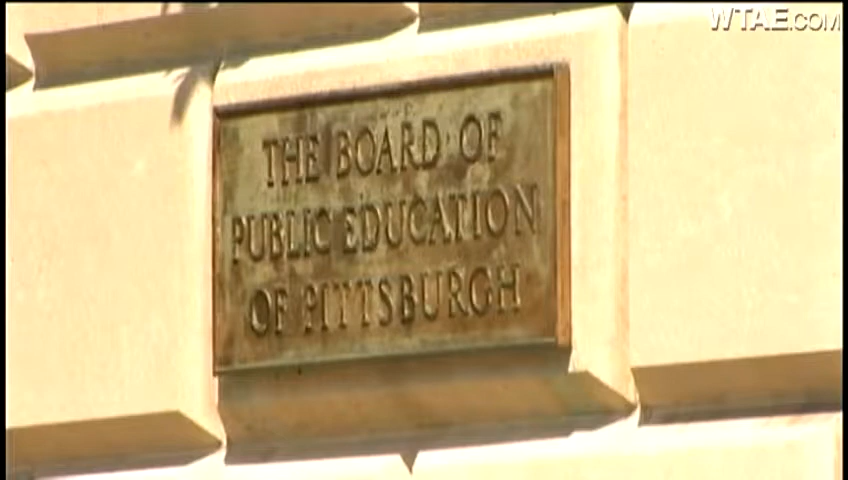 WTAE.COM
THE BOARD OF
PUBLIC EDUCATION
OF PITTSBURGH